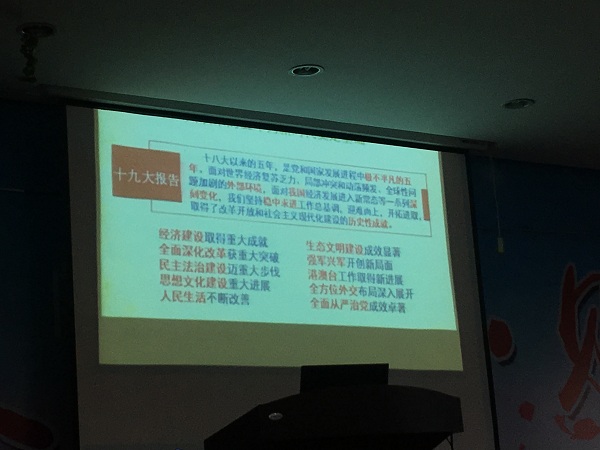 十九大报告
十八大以来的五年，是党和国家发展进程中极不平凡的五
年。面对世界经济复苏乏力、局部冲突和动荡频发、全球性问
题加剧的外部环境，面对我国经济发展进入新常态等一系列深
刻变化，我们坚持稳中求进工作总基调，迎难而上，开拓进取，
取得了改革开放和社会主义现代化建设的历史性成就。
经济建设取得重大成就
全面深化改革获重大突破
民主法治建设迈重大步伐
思想文化建设重大进展
人民生活不断改善
生态文明建设成效显著
强军兴军开创新局面
港澳台工作取得新进展
全方位外交布局深入展开
全面从严治党成效卓著